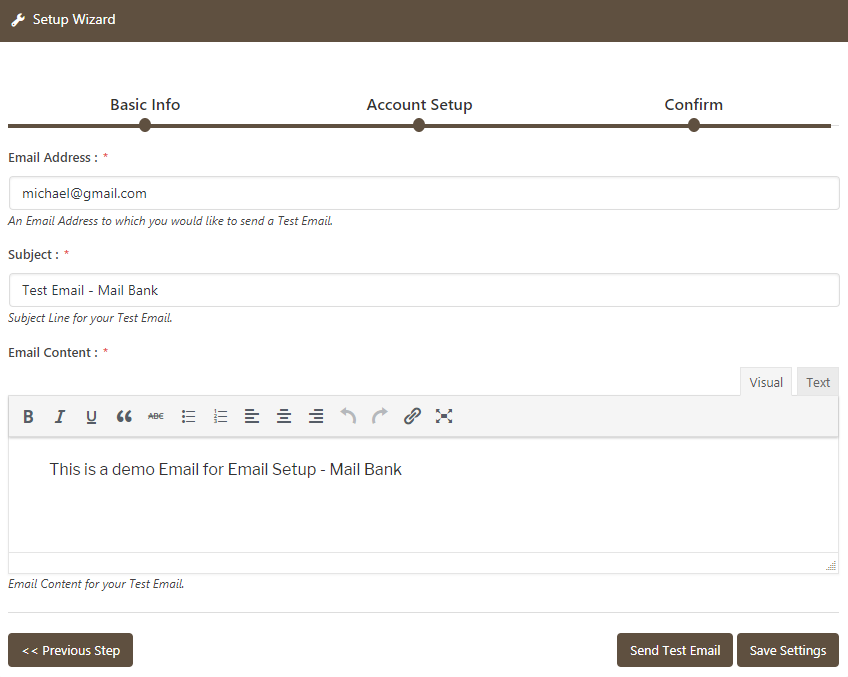 Setup Wizard
Basic Info Account Setup Confirm
Email Address : *
michael@gmail.com
An Email Address to which you would like to send a Test Email.
Subject : *
Test Email - Mail Bank
Subject Line for your Test Email.
Email Content : *
Visual Text
B I U “ ABC
This is a demo Email for Email Setup - Mail Bank
Email Content for your Test Email.
<< Previous Step Send Test Email Save Settings